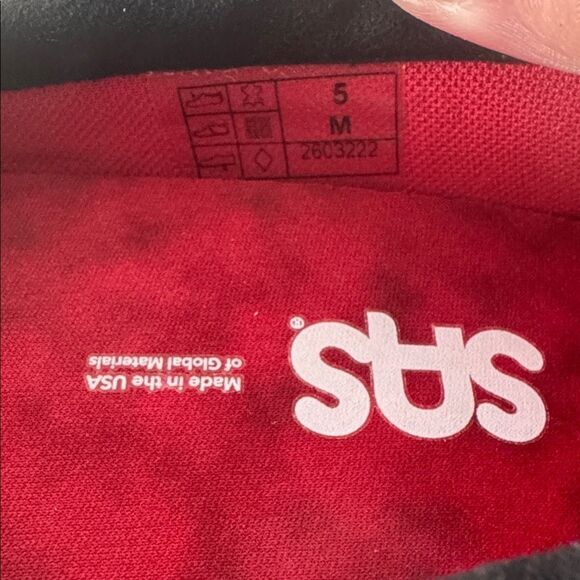 5
M
2603222
SAS®
Made in the USA
of Global Materials